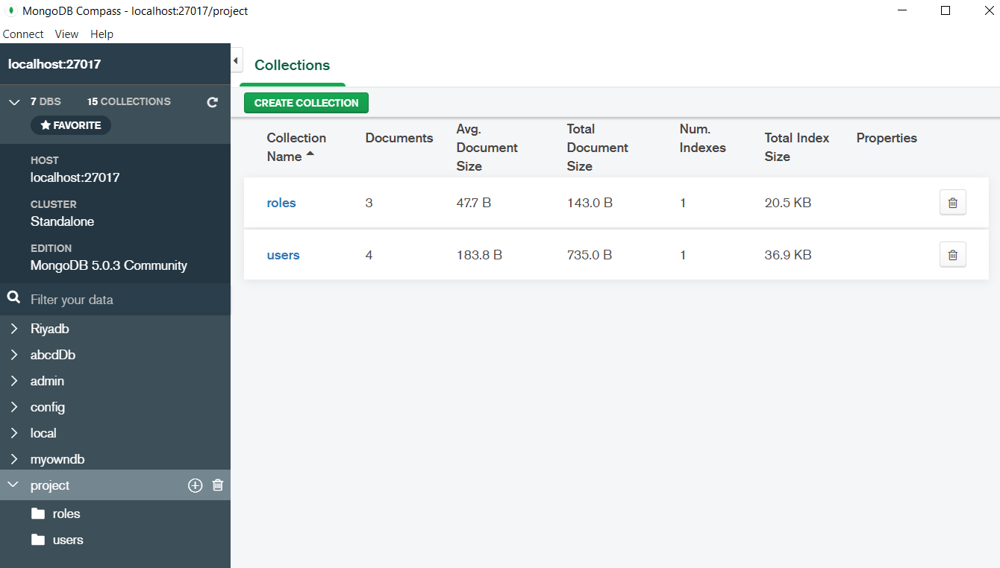 MongoDB Compass - localhost:27017/project
Connect View Help
localhost:27017
7 DBS 15 COLLECTIONS
FAVORITE
HOST
localhost:27017
CLUSTER
Standalone
EDITION
MongoDB 5.0.3 Community
Filter your data
Riyadb
abcdDb
admin
config
local
myowndb
project
roles
users
Collections
CREATE COLLECTION
Collection Name Documents Avg. Document Size Total Document Size Num. Indexes Total Index Size Properties
roles 3 47.7 B 143.0 B 1 20.5 KB
users 4 183.8 B 735.0 B 1 36.9 KB